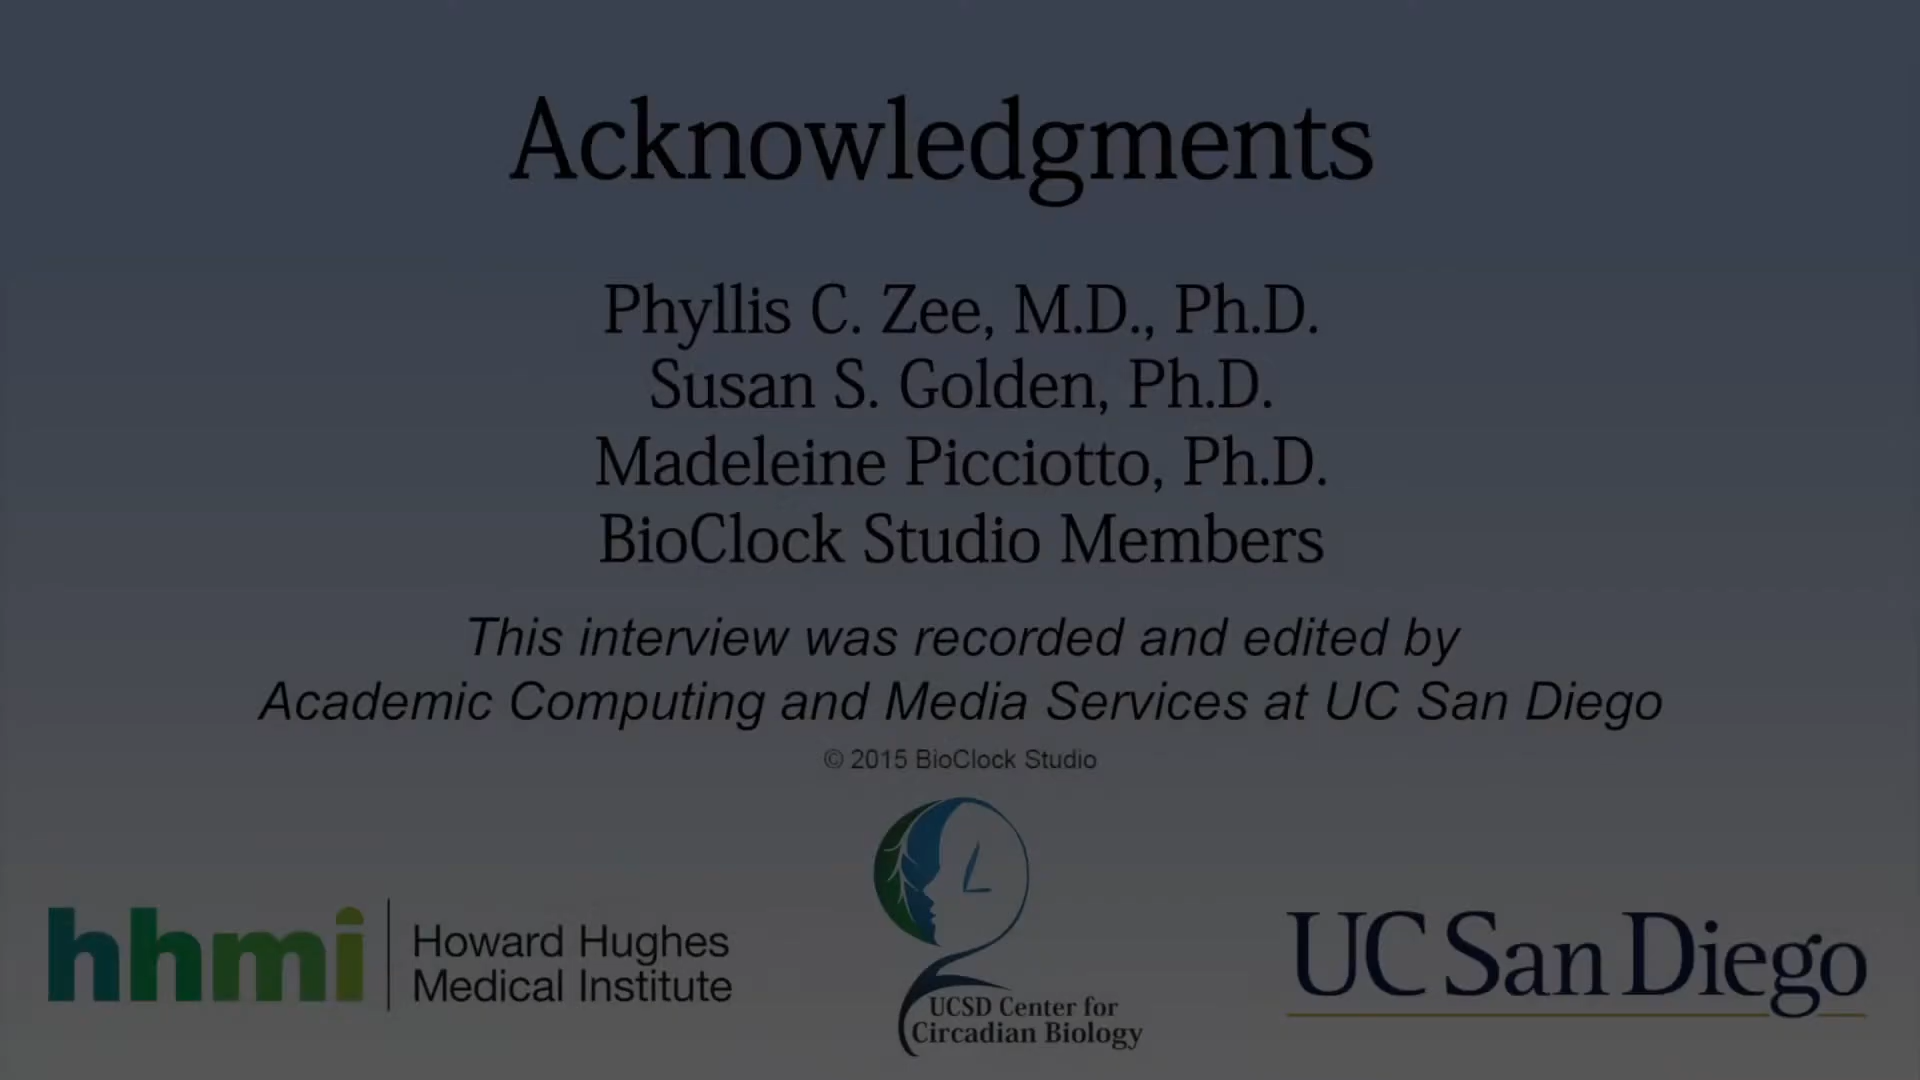 Acknowledgments
Phyllis C. Zee, M.D., Ph.D.
Susan S. Golden, Ph.D.
Madeleine Picciotto, Ph.D.
BioClock Studio Members
This interview was recorded and edited by
Academic Computing and Media Services at UC San Diego
© 2015 BioClock Studio
hhmi
Howard Hughes
Medical Institute
UCSD Center for
Circadian Biology
UC San Diego